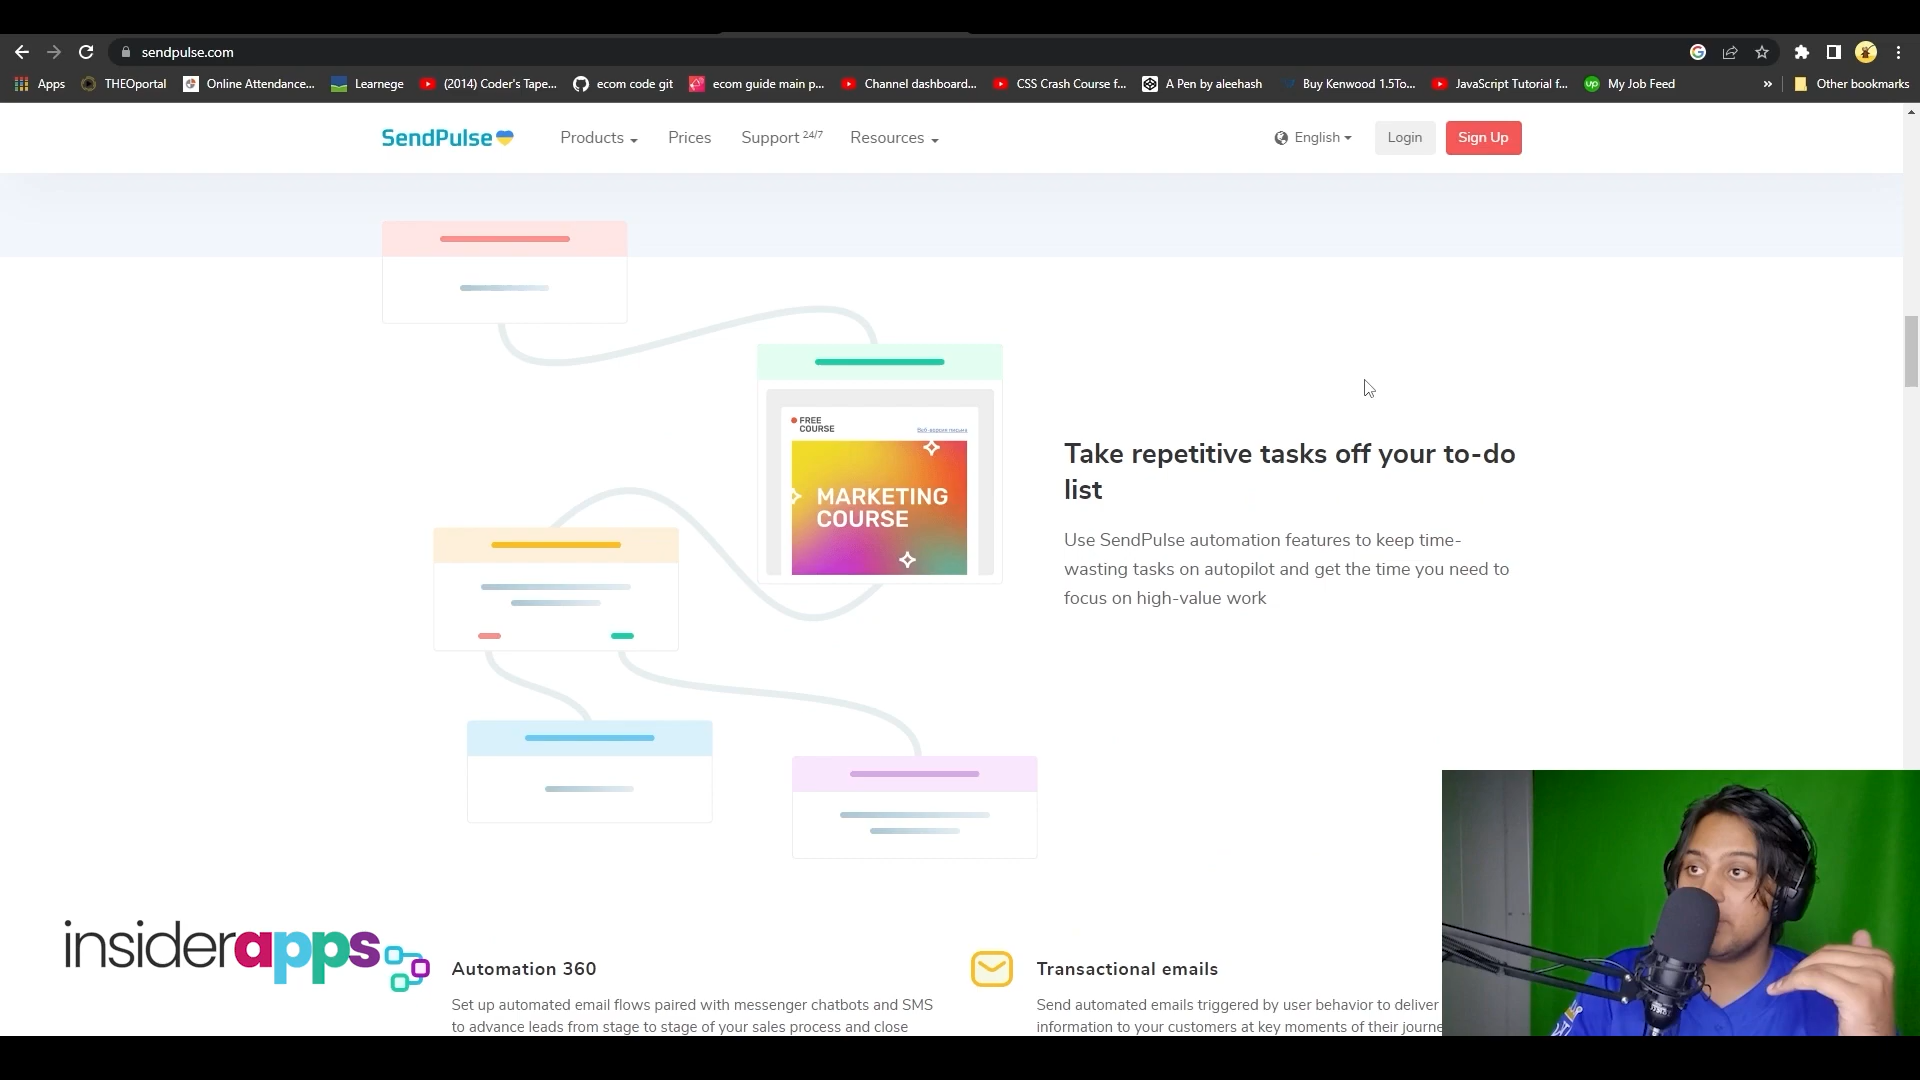 sendpulse.com
Apps
THEOportal
Online Attendance...
Learnege
(2014) Coder's Tape...
ecom code git
ecom guide main p...
Channel dashboard...
CSS Crash Course f...
A Pen by aleehash
Buy Kenwood 1.5To...
JavaScript Tutorial f...
My Job Feed
»
Other bookmarks
SendPulse
Products
Prices
Support 24/7
Resources
English
Login
Sign Up
FREE
COURSE
MARKETING
COURSE
Take repetitive tasks off your to-do
list
Use SendPulse automation features to keep time-
wasting tasks on autopilot and get the time you need to
focus on high-value work
insiderapps
Automation 360
Set up automated email flows paired with messenger chatbots and SMS
to advance leads from stage to stage of your sales process and close
Transactional emails
Send automated emails triggered by user behavior to deliver
information to your customers at key moments of their journe